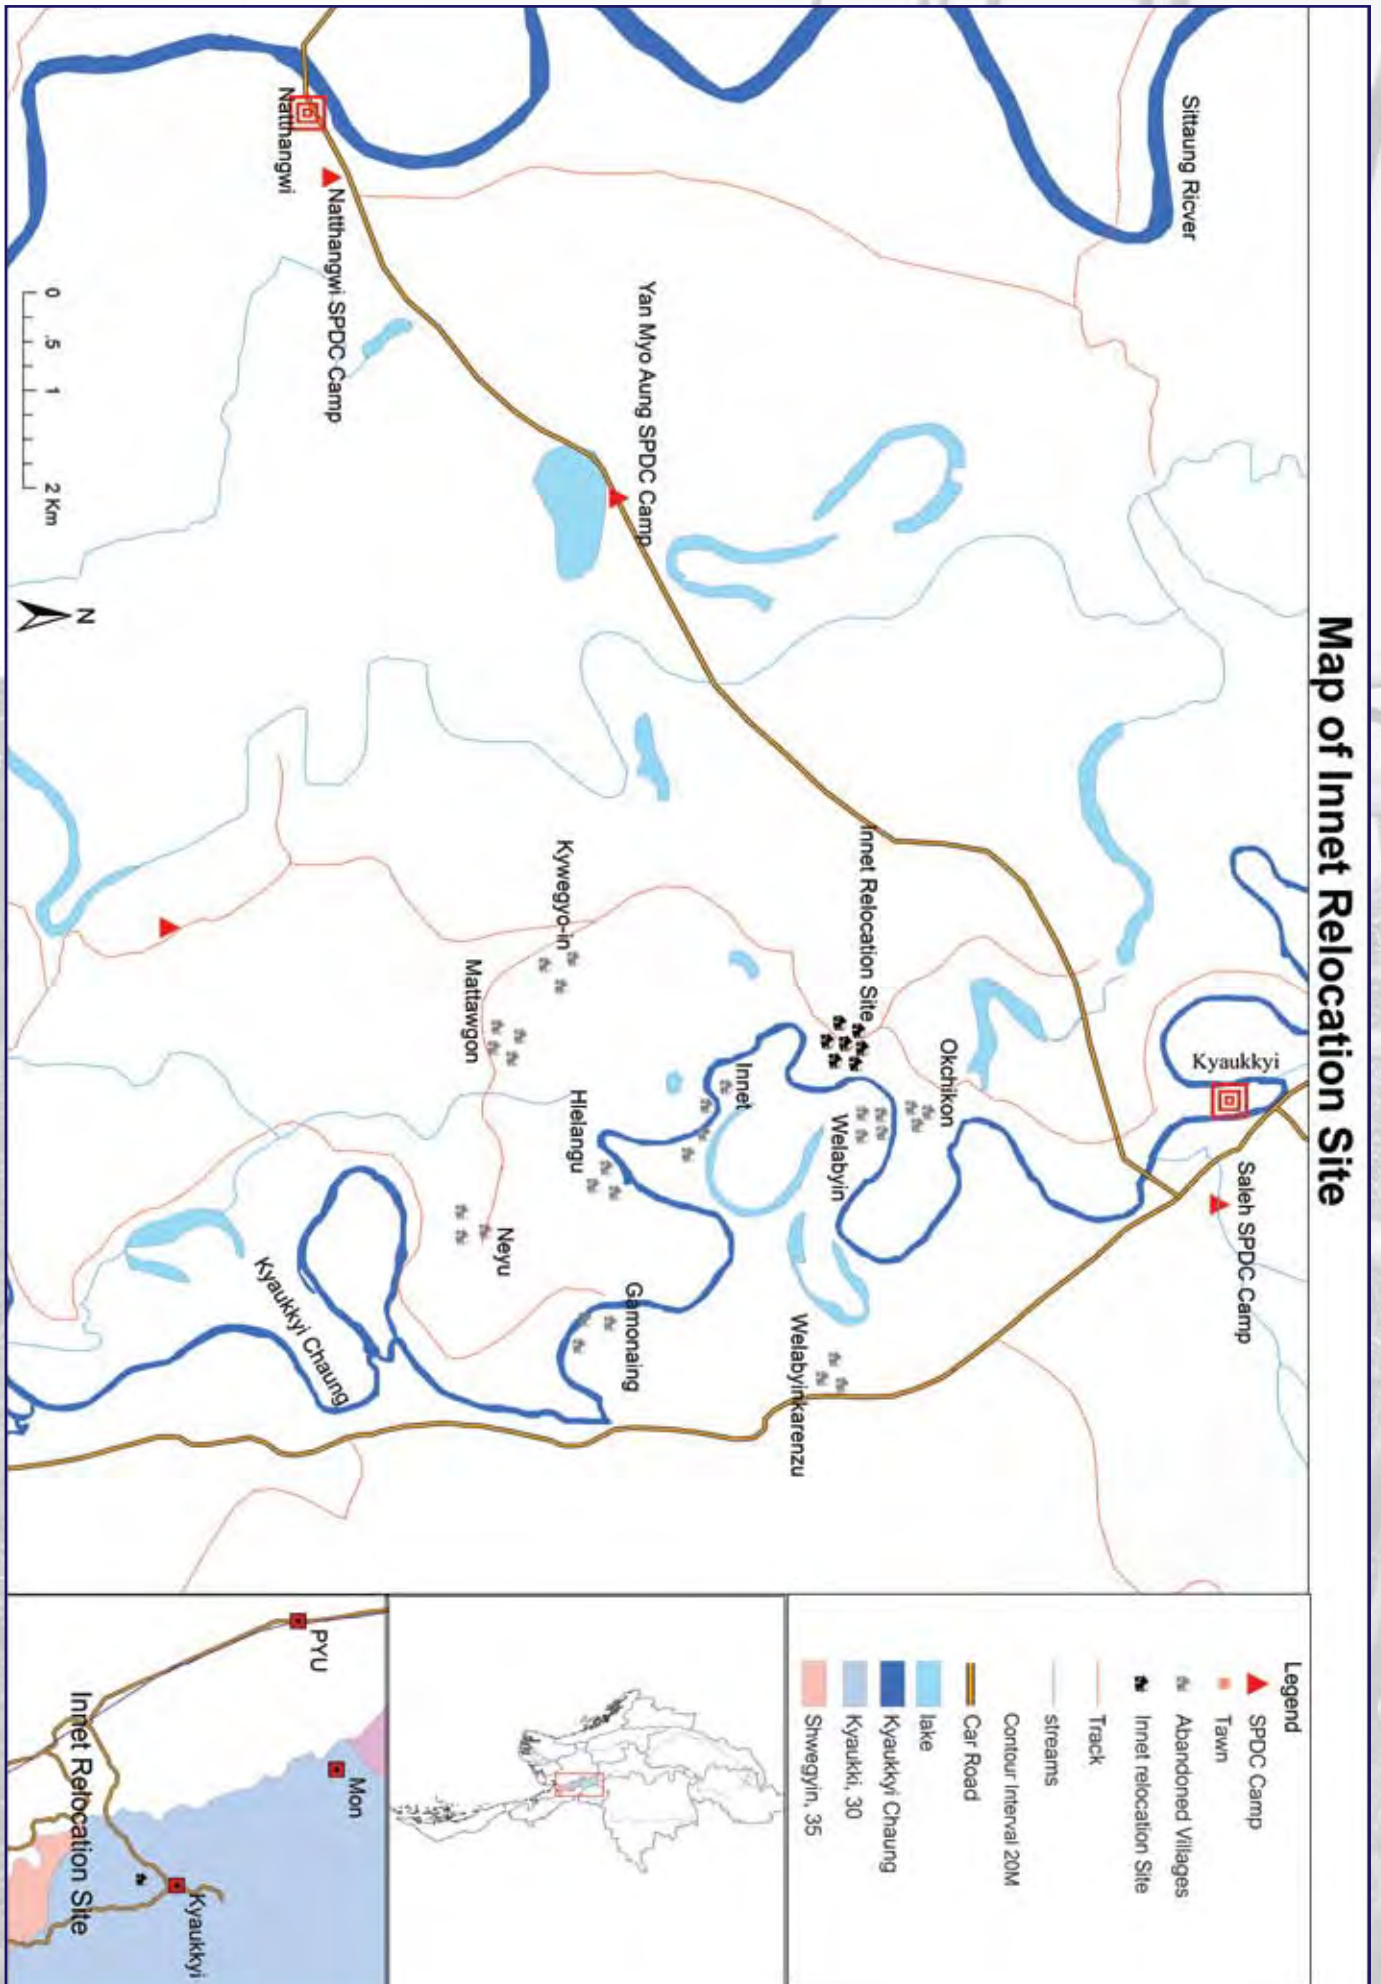 Map of Innet Relocation Site
Sittaung Ricver
Kyaukkyi
Saleh SPDC Camp
Natthangwi
Natthangwi SPDC Camp
Yan Myo Aung SPDC Camp
Innet Relocation Site
Okchikon
Welabyin
Innet
Welabyinkarenzu
Kywegyo-in
Mattawgon
Hlelangu
Neyu
Gamonaing
Kyaukkyi Chaung
0 .5 1 2 Km
N
Legend
SPDC Camp
Tawn
Abandoned Villages
Innet relocation Site
Track
streams
Contour Interval 20M
Car Road
lake
Kyaukkyi Chaung
Kyaukki, 30
Shwegyin, 35
PYU
Mon
Kyaukkyi
Innet Relocation Site